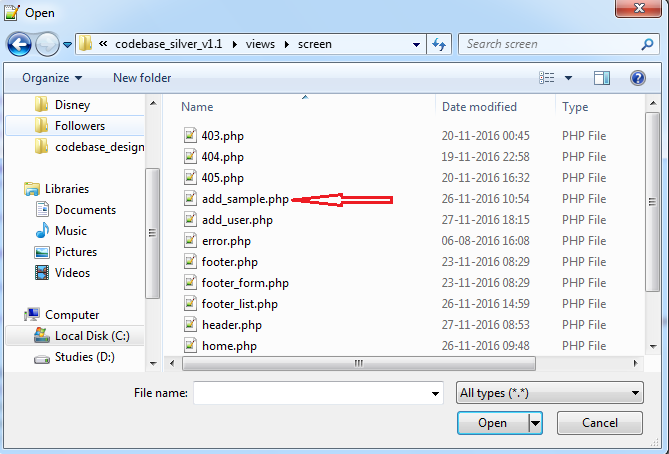 Open
« codebase_silver_v1.1 ▸ views ▸ screen
Search screen
Organize New folder
Name Date modified Type
Disney
Followers
codebase_design
Libraries
Documents
Music
Pictures
Videos
Computer
Local Disk (C:)
Studies (D:)
403.php 20-11-2016 00:45 PHP File
404.php 19-11-2016 22:58 PHP File
405.php 20-11-2016 16:32 PHP File
add_sample.php 26-11-2016 10:54 PHP File
add_user.php 27-11-2016 18:15 PHP File
error.php 06-08-2016 16:08 PHP File
footer.php 23-11-2016 08:29 PHP File
footer_form.php 23-11-2016 08:29 PHP File
footer_list.php 26-11-2016 14:59 PHP File
header.php 27-11-2016 08:53 PHP File
home.php 26-11-2016 09:48 PHP File
File name: All types (*.*)
Open Cancel